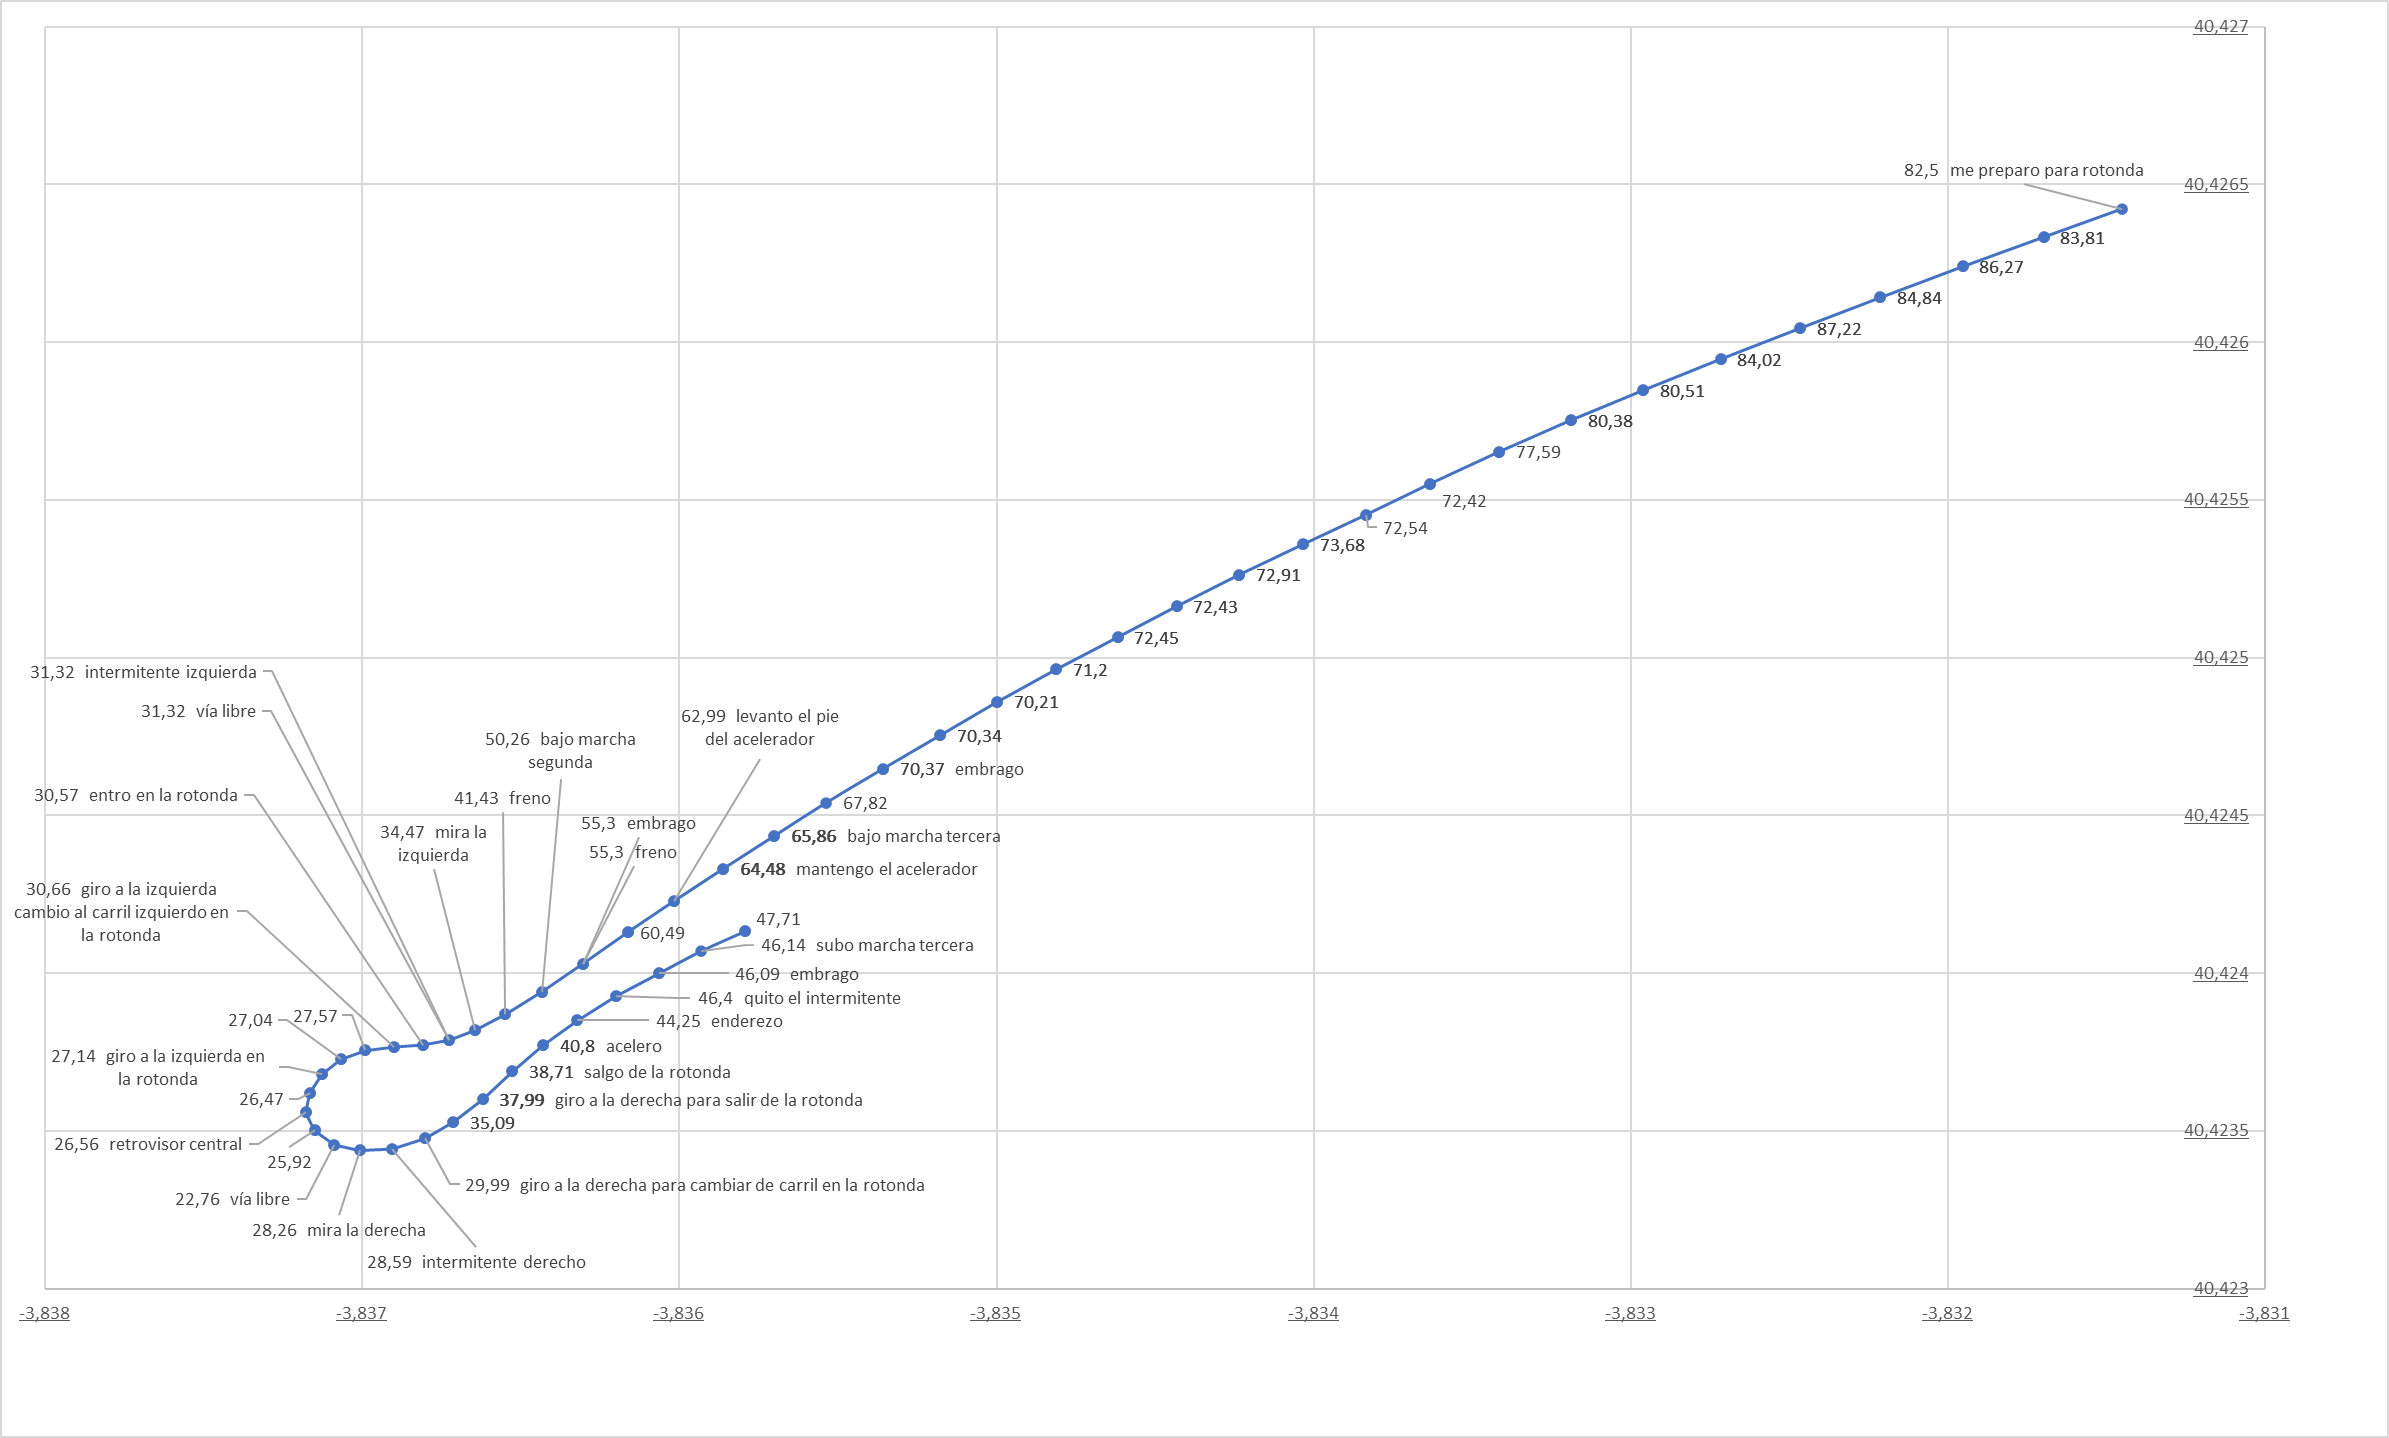 40,427
82,5  me preparo para rotonda
40,4265
83,81
86,27
84,84
87,22
40,426
84,02
80,51
80,38
77,59
40,4255
72,42
72,54
73,68
72,91
72,43
72,45
40,425
71,2
31,32  intermitente izquierda
70,21
31,32  vía libre
62,99  levanto el pie
del acelerador
50,26  bajo marcha
segunda
70,34
70,37  embrago
30,57  entro en la rotonda
41,43  freno
67,82
40,4245
55,3  embrago
34,47  mira la
izquierda
65,86  bajo marcha tercera
55,3  freno
64,48  mantengo el acelerador
30,66  giro a la izquierda
cambio al carril izquierdo en
la rotonda
47,71
60,49
46,14  subo marcha tercera
46,09  embrago
40,424
46,4  quito el intermitente
27,57
27,04
44,25  enderezo
40,8  acelero
27,14  giro a la izquierda en
la rotonda
38,71  salgo de la rotonda
26,47
37,99  giro a la derecha para salir de la rotonda
35,09
40,4235
26,56  retrovisor central
25,92
29,99  giro a la derecha para cambiar de carril en la rotonda
22,76  vía libre
28,26  mira la derecha
28,59  intermitente derecho
40,423
-3,838
-3,837
-3,836
-3,835
-3,834
-3,833
-3,832
-3,831